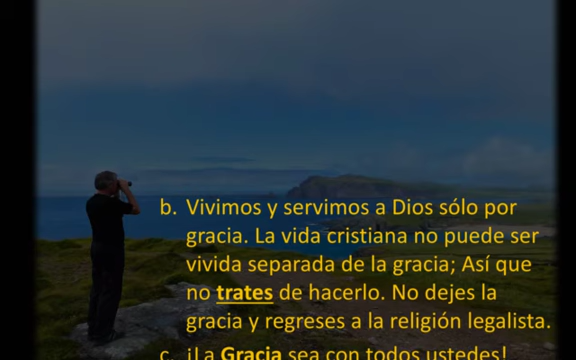 b. Vivimos y servimos a Dios sólo por
gracia. La vida cristiana no puede ser
vivida separada de la gracia; Así que
no trates de hacerlo. No dejes la
gracia y regreses a la religión legalista.
c. ¡La Gracia sea con todos ustedes!